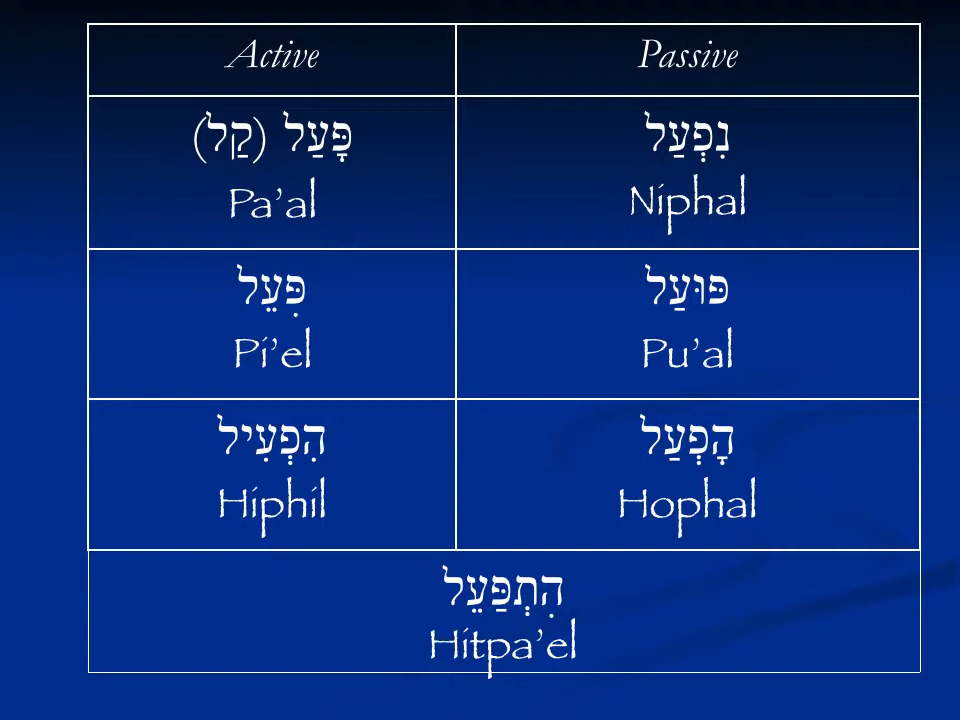 Active
Passive
פָּעַל (קַל)
Pa'al
נִפְעַל
Niphal
פִּעֵל
Pi'el
פּוּעַל
Pu'al
הִפְעִיל
Hiphil
הָפְעַל
Hophal
הִתְפַּעֵל
Hitpa'el